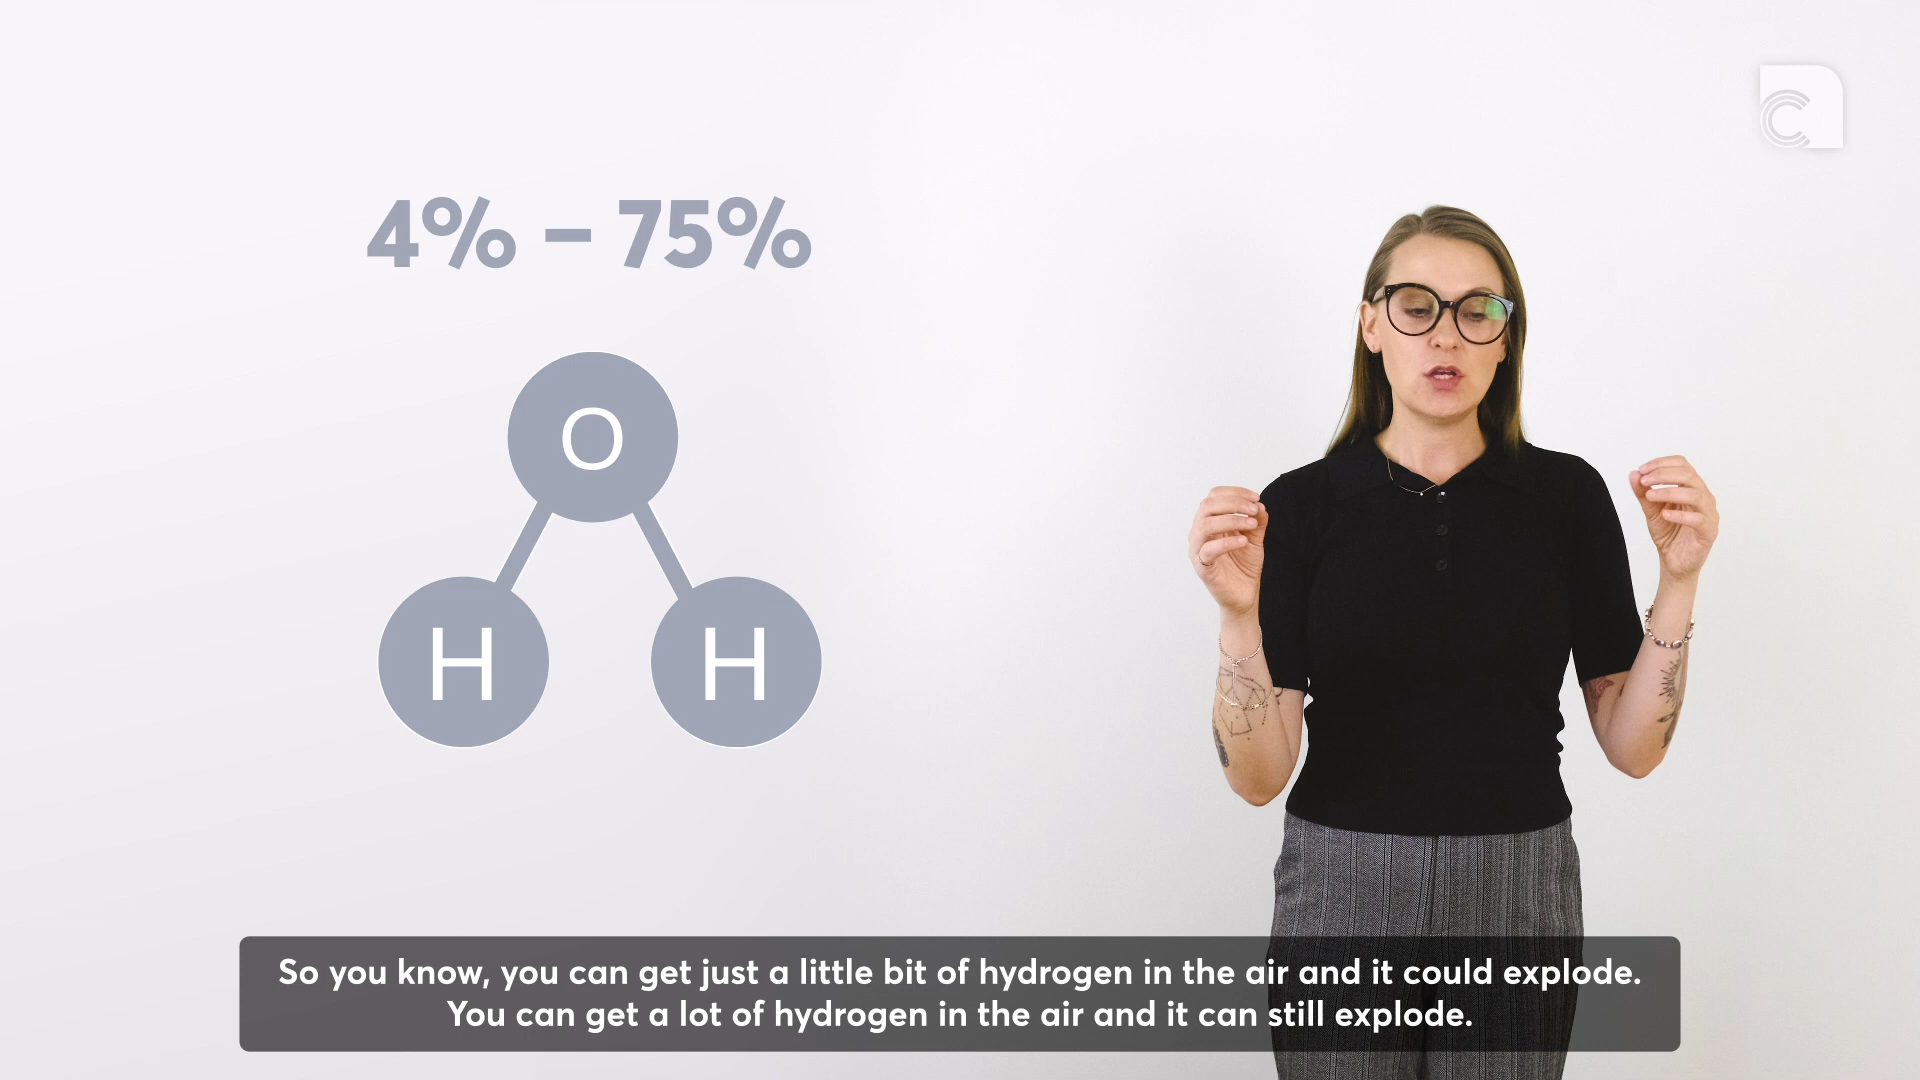 4% – 75%
O
H H
So you know, you can get just a little bit of hydrogen in the air and it could explode.
You can get a lot of hydrogen in the air and it can still explode.